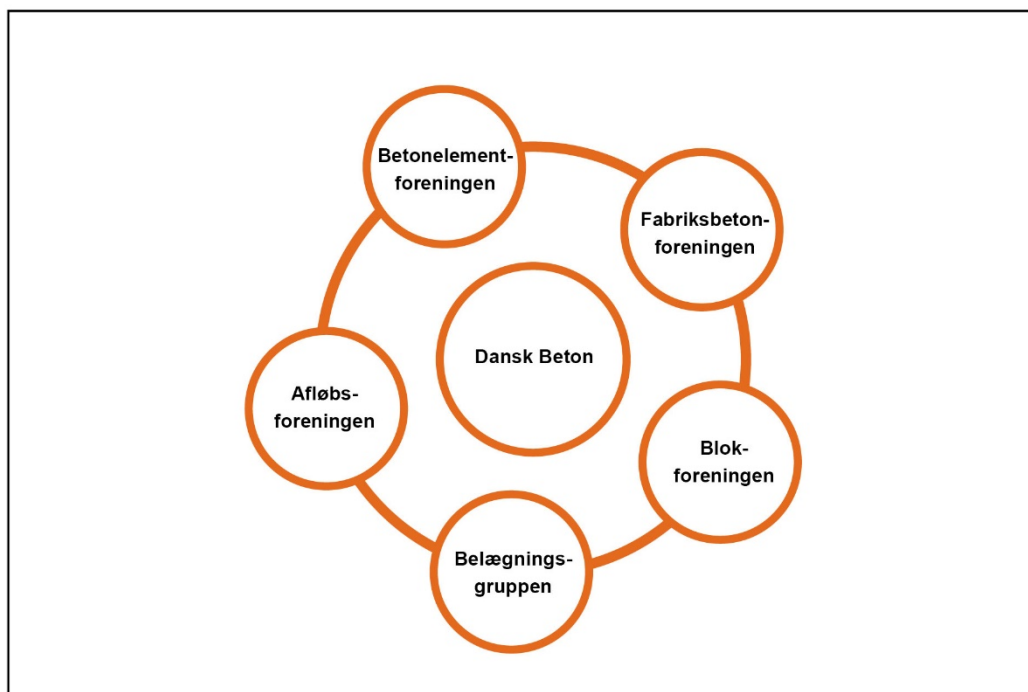 Betonelement-
foreningen
Fabriksbeton-
foreningen
Dansk Beton
Afløbs-
foreningen
Blok-
foreningen
Belægnings-
gruppen